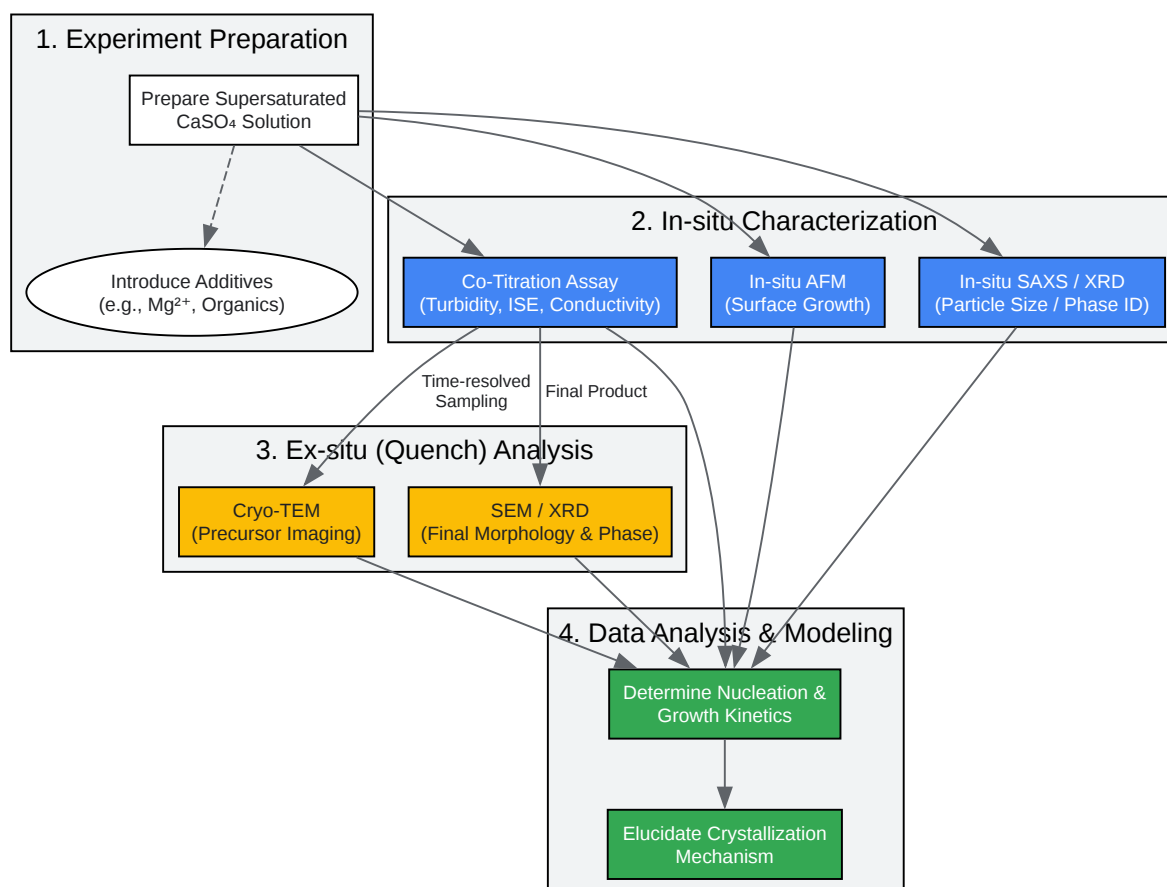 1. Experiment Preparation
Prepare Supersaturated
CaSO₄ Solution
Introduce Additives
(e.g., Mg²⁺, Organics)
2. In-situ Characterization
Co-Titration Assay
(Turbidity, ISE, Conductivity)
In-situ AFM
(Surface Growth)
In-situ SAXS / XRD
(Particle Size / Phase ID)
Time-resolved
Sampling
Final Product
3. Ex-situ (Quench) Analysis
Cryo-TEM
(Precursor Imaging)
SEM / XRD
(Final Morphology & Phase)
4. Data Analysis & Modeling
Determine Nucleation &
Growth Kinetics
Elucidate Crystallization
Mechanism